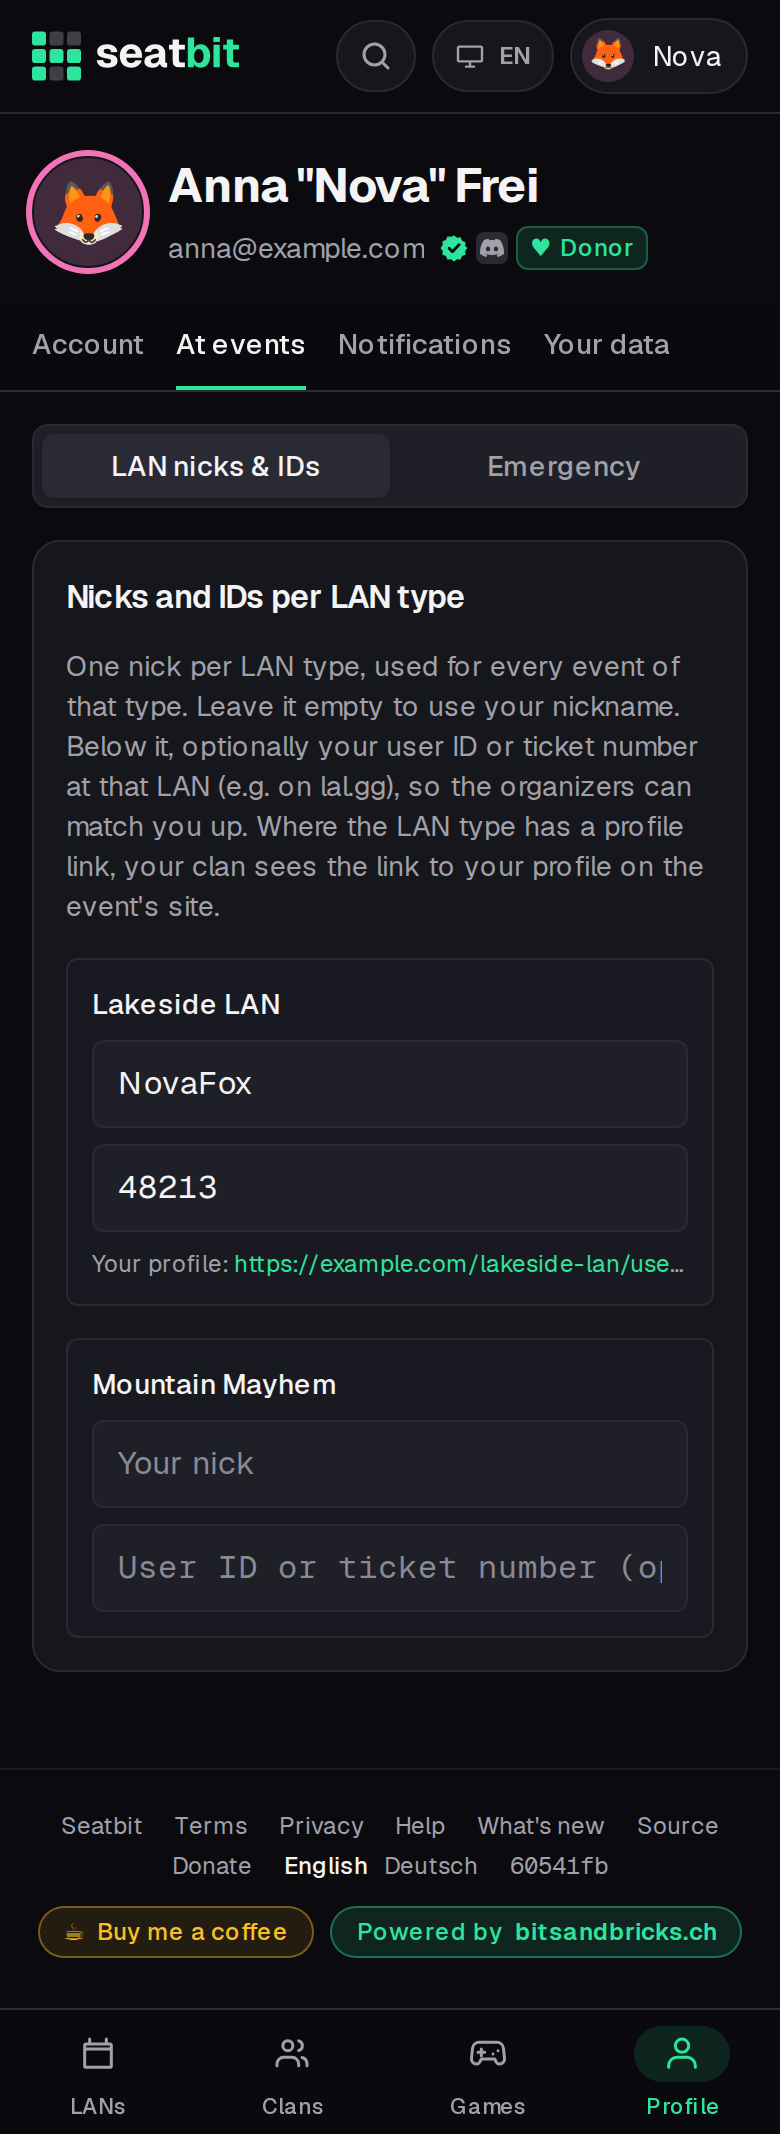 seatbit
EN
Nova
Anna "Nova" Frei
anna@example.com
Donor
Account At events Notifications Your data
LAN nicks & IDs Emergency
Nicks and IDs per LAN type
One nick per LAN type, used for every event of
that type. Leave it empty to use your nickname.
Below it, optionally your user ID or ticket number
at that LAN (e.g. on lal.gg), so the organizers can
match you up. Where the LAN type has a profile
link, your clan sees the link to your profile on the
event's site.
Lakeside LAN
NovaFox
48213
Your profile: https://example.com/lakeside-lan/use...
Mountain Mayhem
Your nick
User ID or ticket number (op
Seatbit Terms Privacy Help What's new Source
Donate English Deutsch 60541fb
Buy me a coffee Powered by bitsandbricks.ch
LANs Clans Games Profile